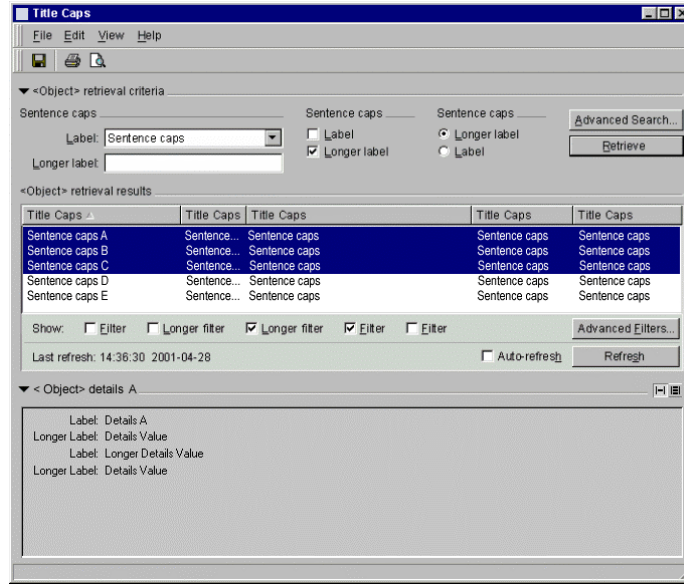 Title Caps
File Edit View Help
<Object> retrieval criteria
Sentence caps Sentence caps Sentence caps Advanced Search...
Label: Sentence caps Label Longer label
Longer label: Longer label Label Retrieve
<Object> retrieval results
Title Caps Title Caps Title Caps Title Caps Title Caps
Sentence caps A Sentence... Sentence caps Sentence caps Sentence caps
Sentence caps B Sentence... Sentence caps Sentence caps Sentence caps
Sentence caps C Sentence... Sentence caps Sentence caps Sentence caps
Sentence caps D Sentence... Sentence caps Sentence caps Sentence caps
Sentence caps E Sentence... Sentence caps Sentence caps Sentence caps
Show: Filter Longer filter Longer filter Filter Filter Advanced Filters...
Last refresh: 14:36:30 2001-04-28 Auto-refresh Refresh
< Object> details A
Label: Details A
Longer Label: Details Value
Label: Longer Details Value
Longer Label: Details Value